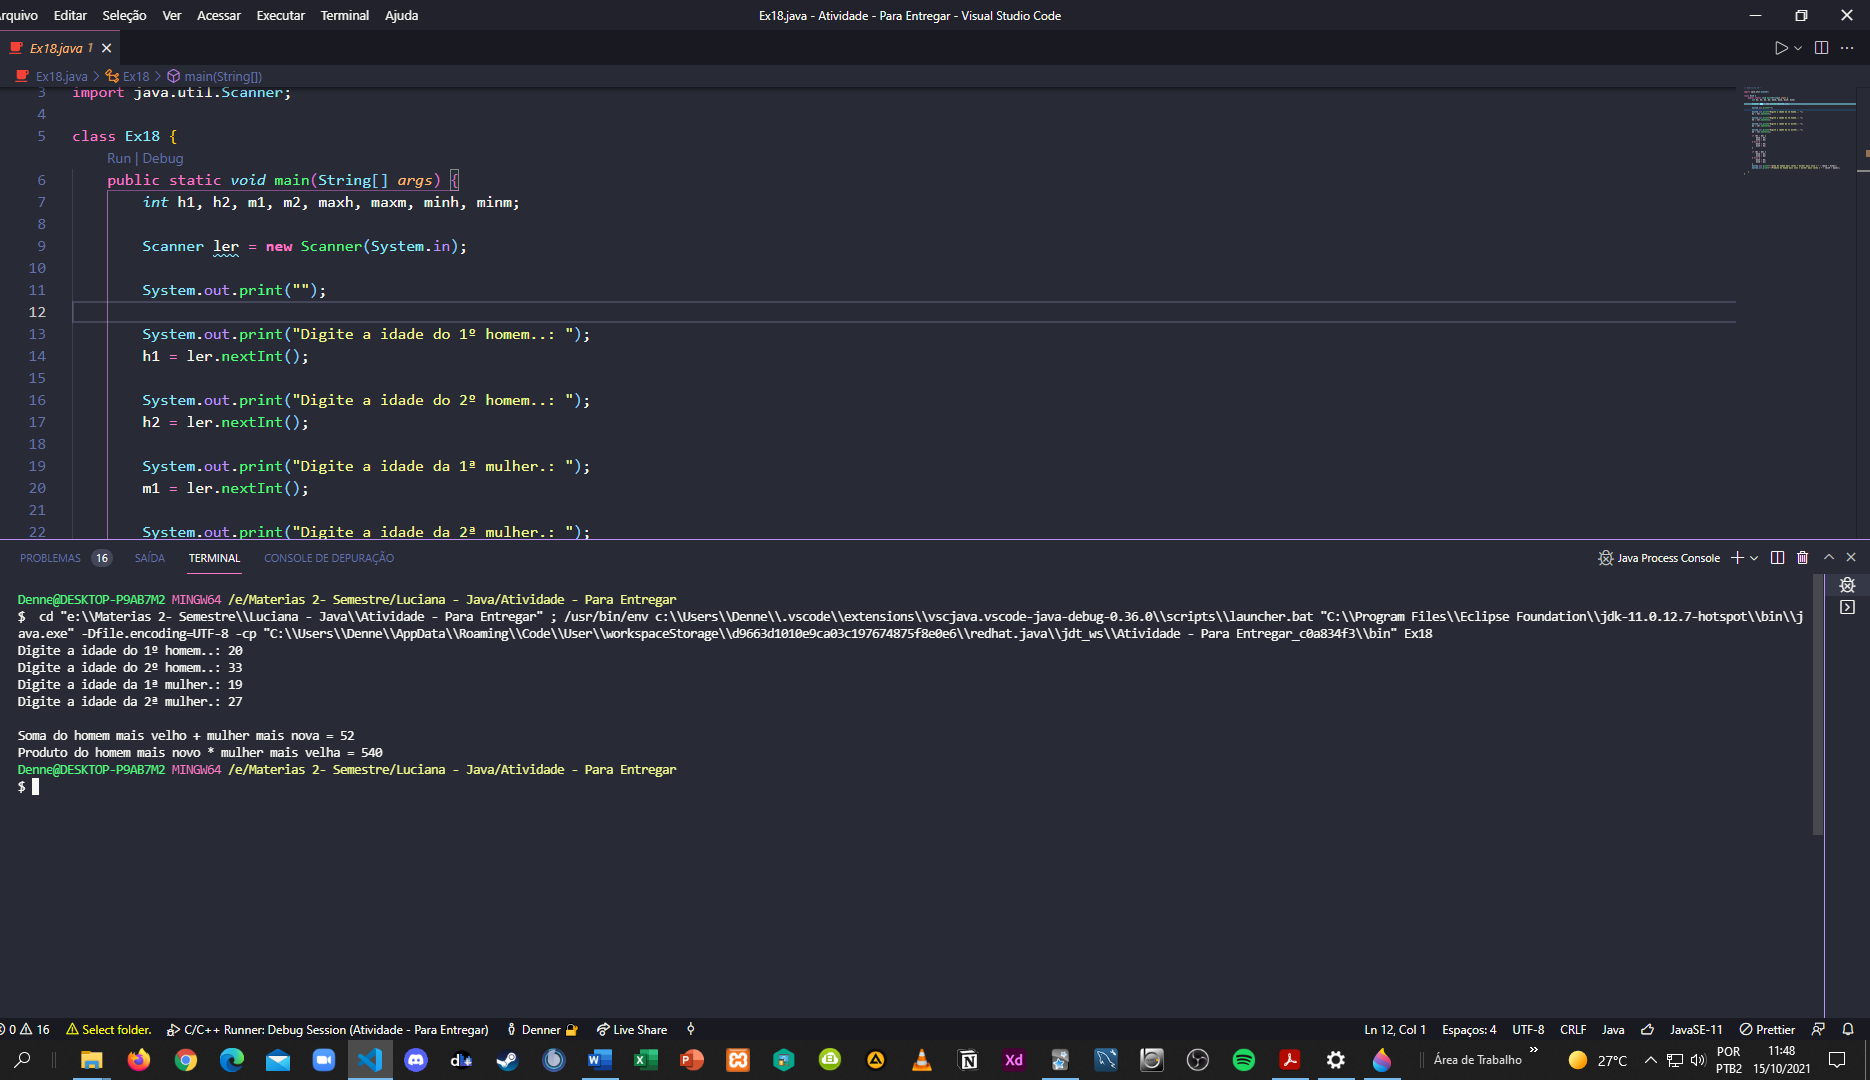 rquivo Editar Seleção Ver Acessar Executar Terminal Ajuda
Ex18.java - Atividade - Para Entregar - Visual Studio Code
Ex18.java 1
Ex18.java > Ex18 > main(String[])
3 import java.util.Scanner;
4
5 class Ex18 {
Run | Debug
6 public static void main(String[] args) {
7 int h1, h2, m1, m2, maxh, maxm, minh, minm;
8
9 Scanner ler = new Scanner(System.in);
10
11 System.out.print("");
12
13 System.out.print("Digite a idade do 1º homem..: ");
14 h1 = ler.nextInt();
15
16 System.out.print("Digite a idade do 2º homem..: ");
17 h2 = ler.nextInt();
18
19 System.out.print("Digite a idade da 1ª mulher.: ");
20 m1 = ler.nextInt();
21
22 System.out.print("Digite a idade da 2ª mulher.: ");
PROBLEMAS 16 SAÍDA TERMINAL CONSOLE DE DEPURAÇÃO
Java Process Console
Denne@DESKTOP-P9AB7M2 MINGW64 /e/Materias 2- Semestre/Luciana - Java/Atividade - Para Entregar
$ cd "e:\\Materias 2- Semestre\\Luciana - Java\\Atividade - Para Entregar" ; /usr/bin/env c:\\Users\\Denne\\.vscode\\extensions\\vscjava.vscode-java-debug-0.36.0\\scripts\\launcher.bat "C:\\Program Files\\Eclipse Foundation\\jdk-11.0.12.7-hotspot\\bin\\j
ava.exe" -Dfile.encoding=UTF-8 -cp "C:\\Users\\Denne\\AppData\\Roaming\\Code\\User\\workspaceStorage\\d9663d1010e9ca03c197674875f8e0e6\\redhat.java\\jdt_ws\\Atividade - Para Entregar_c0a834f3\\bin" Ex18
Digite a idade do 1º homem..: 20
Digite a idade do 2º homem..: 33
Digite a idade da 1ª mulher.: 19
Digite a idade da 2ª mulher.: 27
Soma do homem mais velho + mulher mais nova = 52
Produto do homem mais novo * mulher mais velha = 540
Denne@DESKTOP-P9AB7M2 MINGW64 /e/Materias 2- Semestre/Luciana - Java/Atividade - Para Entregar
$
0 16 Select folder. C/C++ Runner: Debug Session (Atividade - Para Entregar) Denner Live Share
Ln 12, Col 1 Espaços: 4 UTF-8 CRLF Java JavaSE-11 Prettier
Área de Trabalho
27°C
POR
PTB2
11:48
15/10/2021